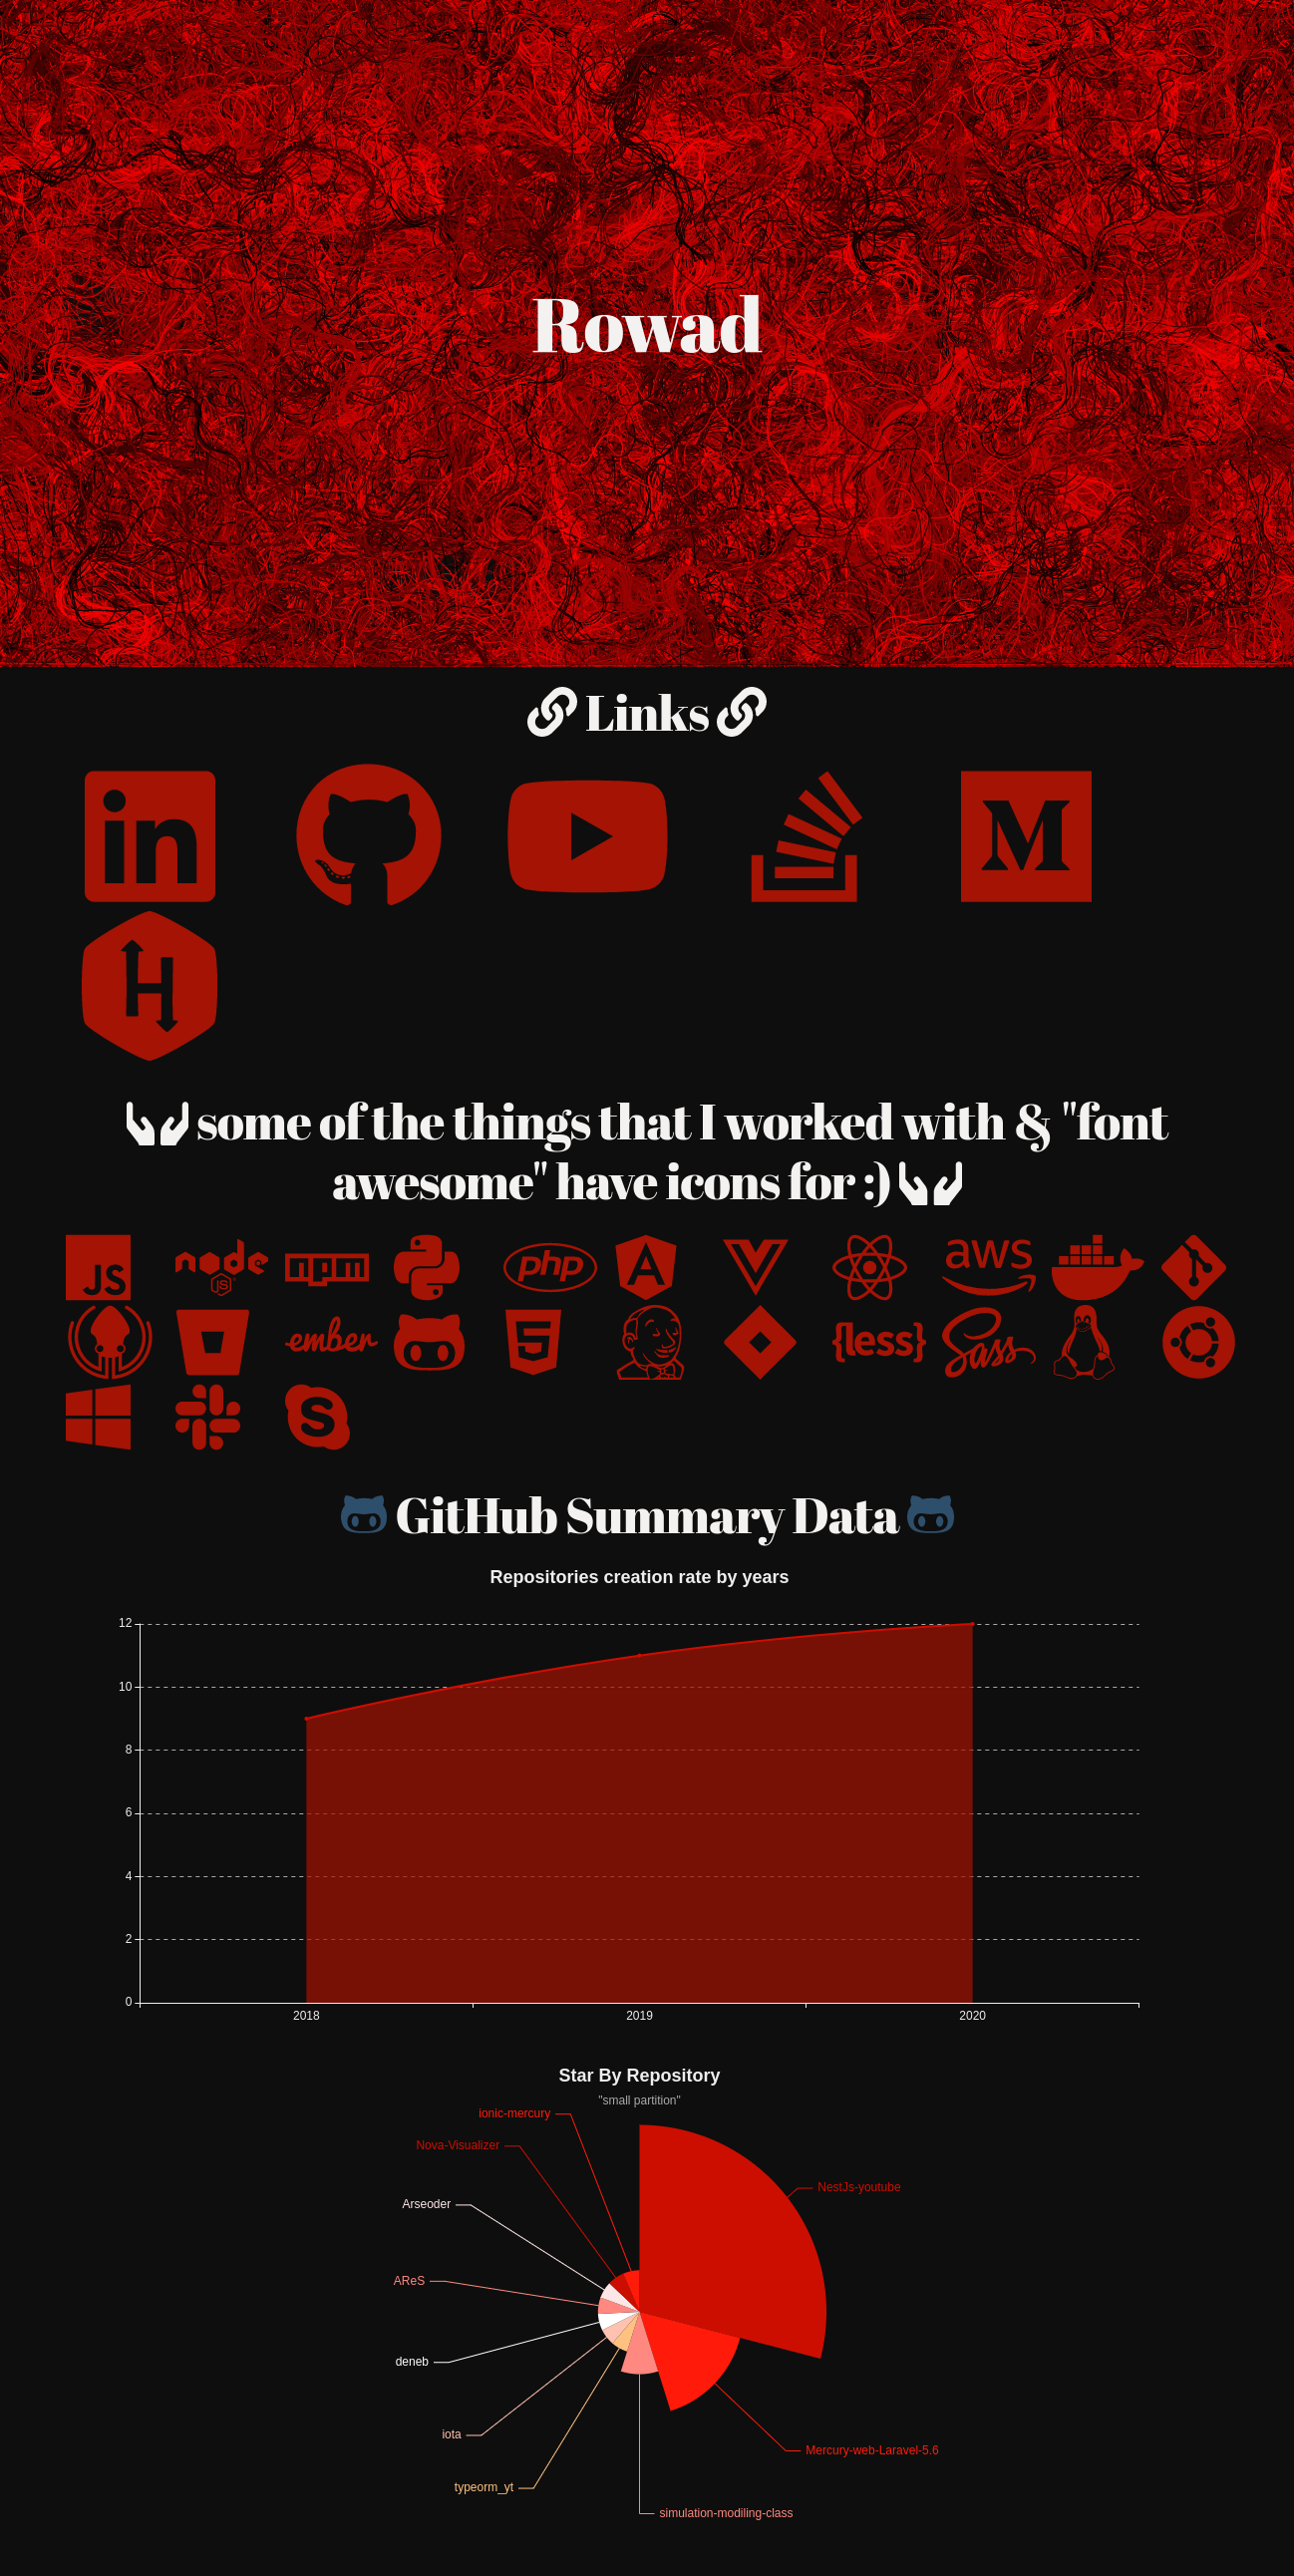 Rowad
Links
in
M
H
some of the things that I worked with & "font
awesome" have icons for :)
JS
node
JS
npm
php
A
aws
ember
5
{less}
Sass
S
GitHub Summary Data
Repositories creation rate by years
12
10
8
6
4
2
0
2018
2019
2020
Star By Repository
"small partition"
ionic-mercury
Nova-Visualizer
NestJs-youtube
Arseoder
AReS
deneb
iota
Mercury-web-Laravel-5.6
typeorm_yt
simulation-modiling-class